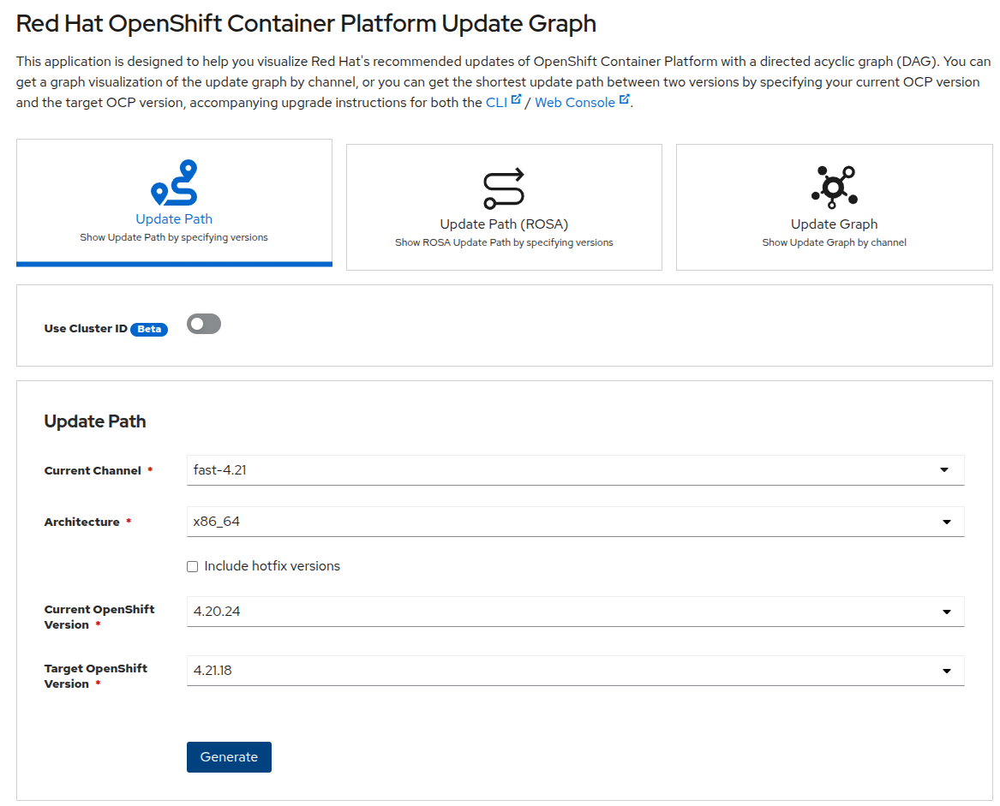 Red Hat OpenShift Container Platform Update Graph
This application is designed to help you visualize Red Hat's recommended updates of OpenShift Container Platform with a directed acyclic graph (DAG). You can
get a graph visualization of the update graph by channel, or you can get the shortest update path between two versions by specifying your current OCP version
and the target OCP version, accompanying upgrade instructions for both the CLI / Web Console .
Update Path
Show Update Path by specifying versions
Update Path (ROSA)
Show ROSA Update Path by specifying versions
Update Graph
Show Update Graph by channel
Use Cluster ID Beta
Update Path
Current Channel *
fast-4.21
Architecture *
x86_64
Include hotfix versions
Current OpenShift
Version *
4.20.24
Target OpenShift
Version *
4.21.18
Generate